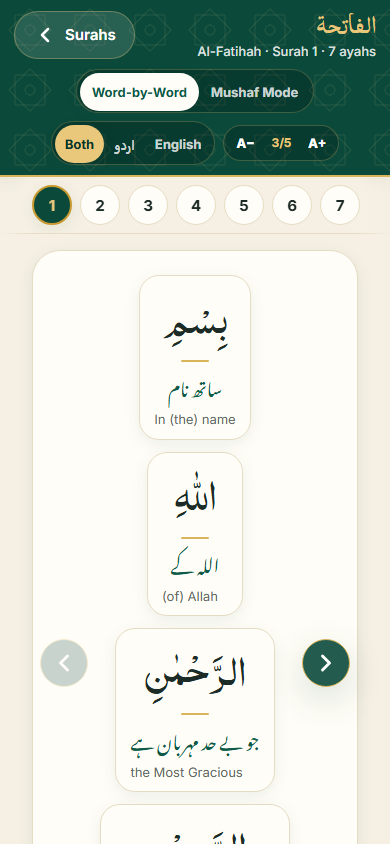 Surahs
الفاتحة
Al-Fatihah · Surah 1 · 7 ayahs
Word-by-Word Mushaf Mode
Both اردو English A− 3/5 A+
1 2 3 4 5 6 7
بِسْمِ
ساتھ نام
In (the) name
اللّٰهِ
اللہ کے
(of) Allah
الرَّحْمٰنِ
جو بے حد مہربان ہے
the Most Gracious